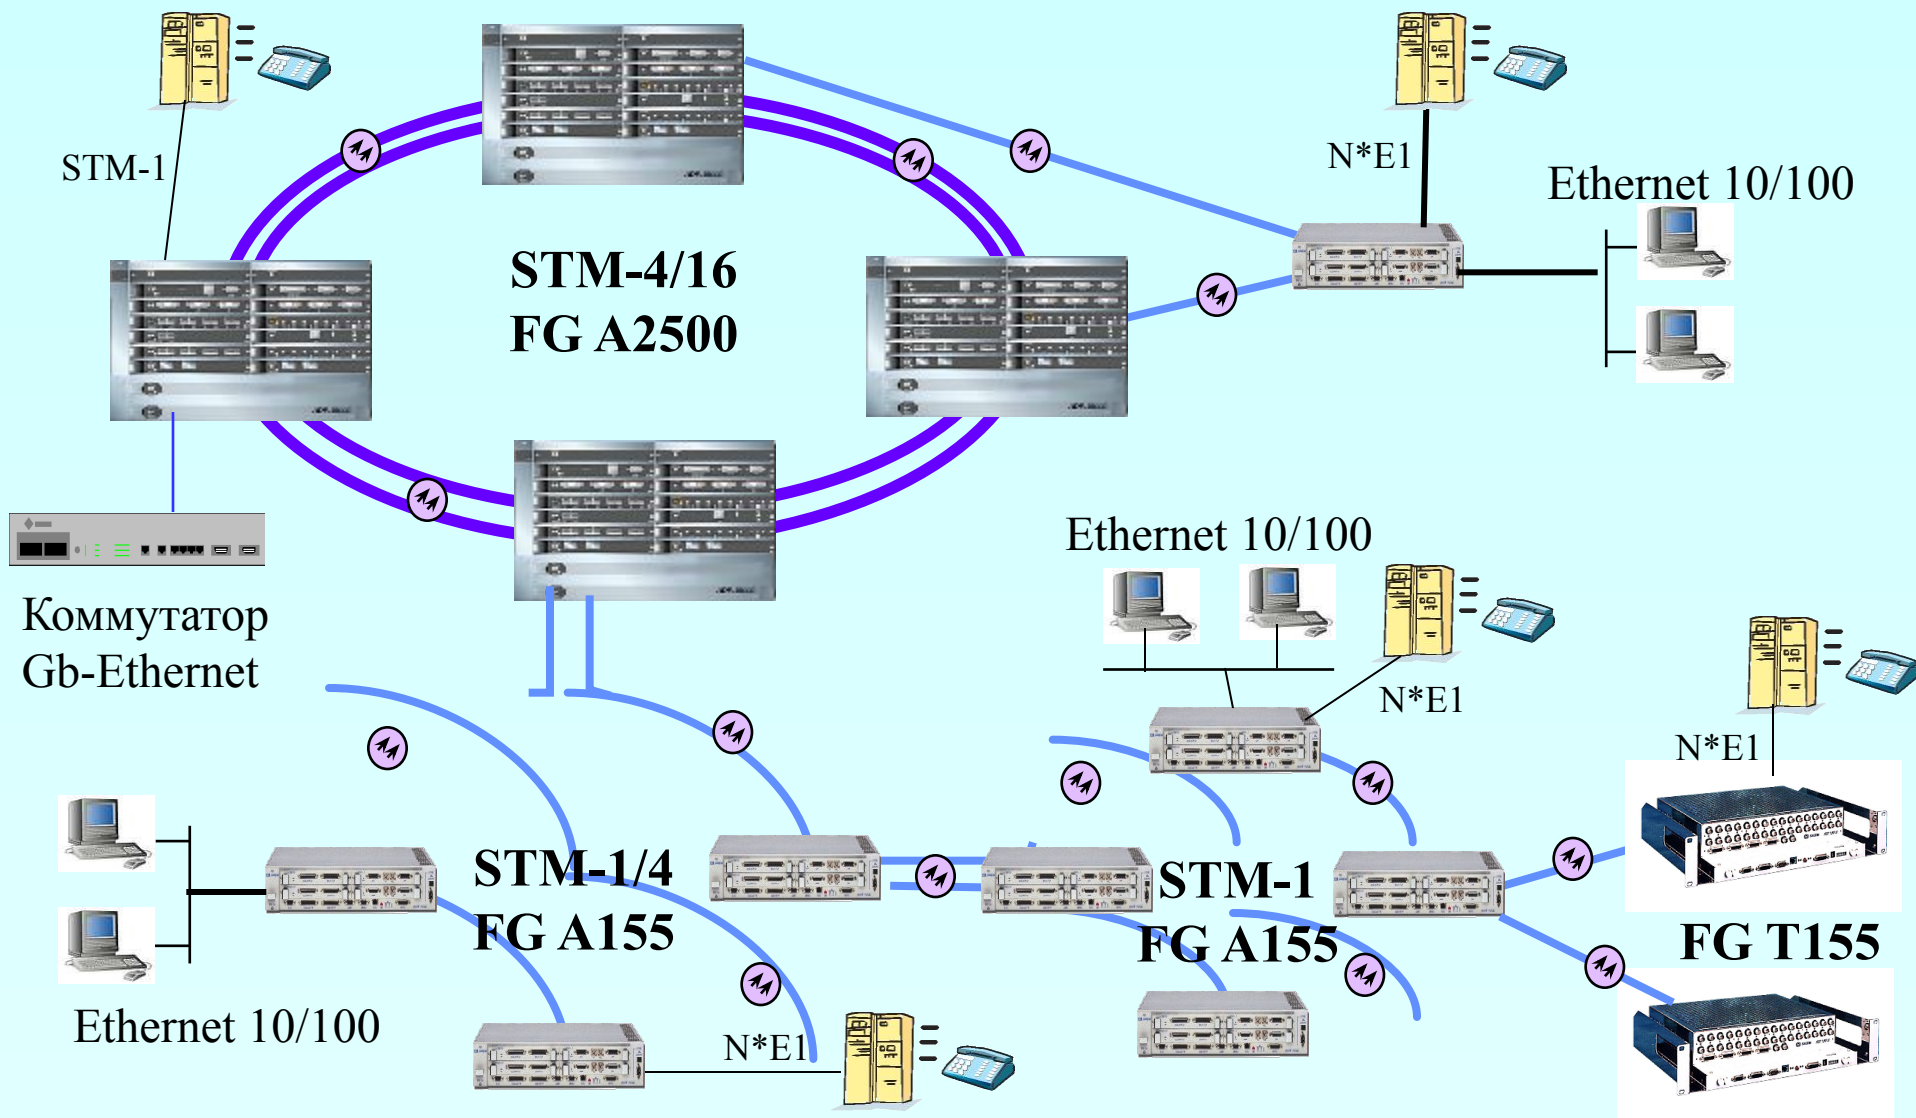 STM-1
N*E1
Ethernet 10/100
STM-4/16
FG A2500
Коммутатор
Gb-Ethernet
Ethernet 10/100
N*E1
N*E1
STM-1/4
FG A155
STM-1
FG A155
FG T155
Ethernet 10/100
N*E1